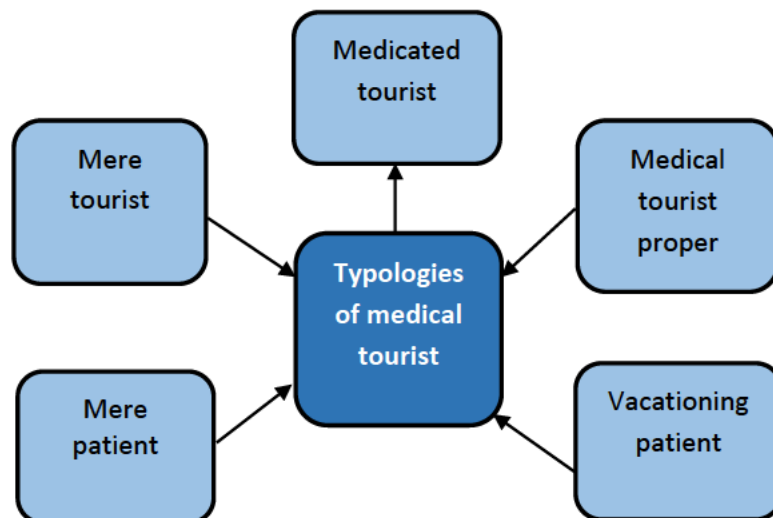 Medicated
tourist
Mere
tourist
Medical
tourist
proper
Typologies
of medical
tourist
Mere
patient
Vacationing
patient